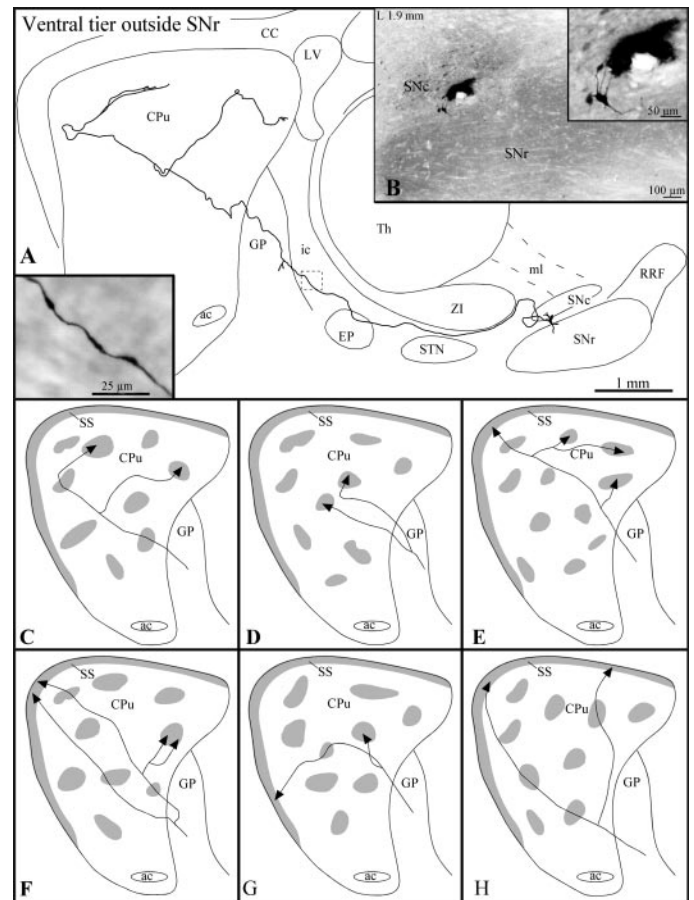 Ventral tier outside SNr
CC
LV
CPu
A
GP
ic
Th
ml
RRF
SNc
SNr
ZI
EP
STN
ac
25 µm
1 mm
L 1.9 mm
SNc
SNr
B
50 µm
100 µm
SS
CPu
GP
ac
C
SS
CPu
GP
ac
D
SS
CPu
GP
ac
E
SS
CPu
GP
ac
F
SS
CPu
GP
ac
G
SS
CPu
GP
ac
H